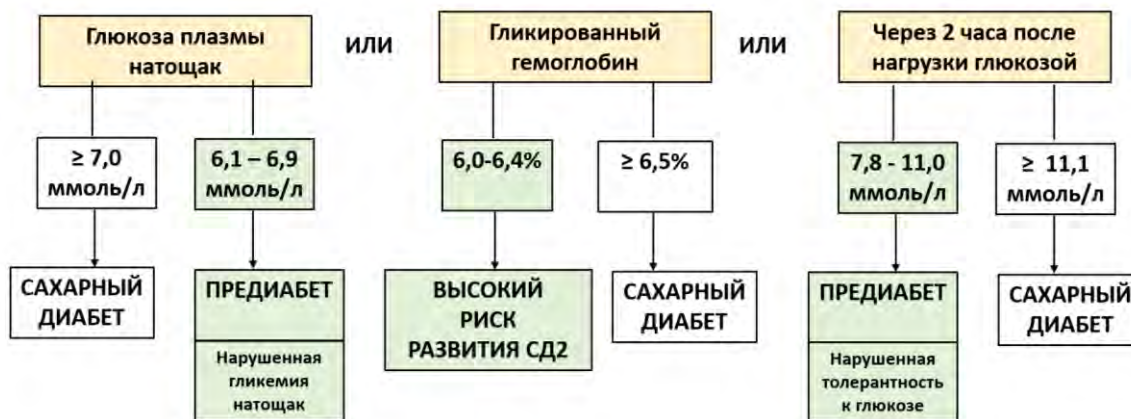 Глюкоза плазмы
натощак
ИЛИ
Гликированный
гемоглобин
ИЛИ
Через 2 часа после
нагрузки глюкозой
≥ 7,0
ммоль/л
6,1 – 6,9
ммоль/л
6,0-6,4%
≥ 6,5%
7,8 - 11,0
ммоль/л
≥ 11,1
ммоль/л
САХАРНЫЙ
ДИАБЕТ
ПРЕДИАБЕТ
Нарушенная
гликемия
натощак
ВЫСОКИЙ
РИСК
РАЗВИТИЯ СД2
САХАРНЫЙ
ДИАБЕТ
ПРЕДИАБЕТ
Нарушенная
толерантность
к глюкозе
САХАРНЫЙ
ДИАБЕТ